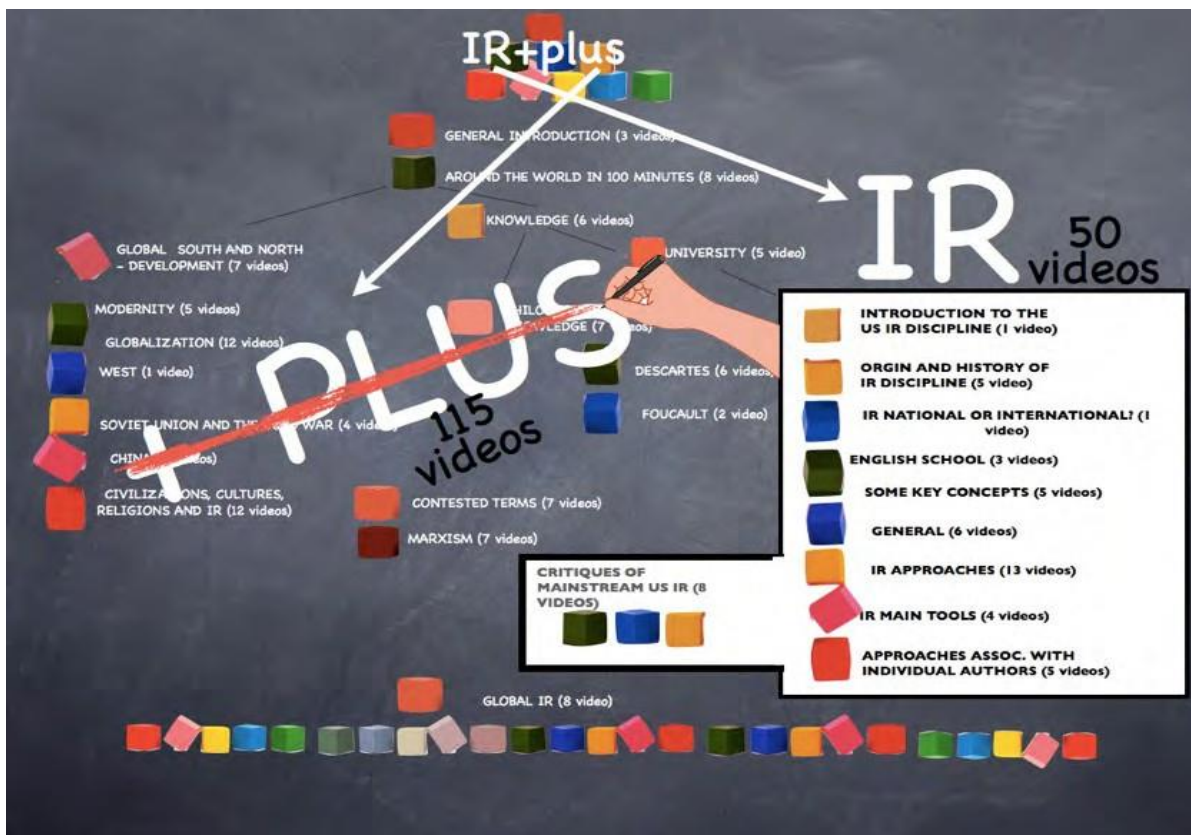 IR+plus
GENERAL INTRODUCTION (3 videos)
AROUND THE WORLD IN 100 MINUTES (8 videos)
KNOWLEDGE (6 videos)
UNIVERSITY (5 video)
GLOBAL SOUTH AND NORTH
– DEVELOPMENT (7 videos)
MODERNITY (5 videos)
GLOBALIZATION (12 videos)
WEST (1 video)
SOVIET UNION AND THE WAR (4 video)
CHINA
CIVILIZATIONS, CULTURES,
RELIGIONS AND IR (12 videos)
+ PLUS
115
videos
DESCARTES (6 video)
FOUCAULT (2 video)
CONTESTED TERMS (7 videos)
MARXISM (7 videos)
IR
50
videos
INTRODUCTION TO THE
US IR DISCIPLINE (1 video)
ORGIN AND HISTORY OF
IR DISCIPLINE (5 video)
IR NATIONAL OR INTERNATIONAL? (1
video)
ENGLISH SCHOOL (3 videos)
SOME KEY CONCEPTS (5 videos)
GENERAL (6 videos)
IR APPROACHES (13 videos)
IR MAIN TOOLS (4 videos)
APPROACHES ASSOC. WITH
INDIVIDUAL AUTHORS (5 videos)
CRITIQUES OF
MAINSTREAM US IR (8
VIDEOS)
GLOBAL IR (8 video)